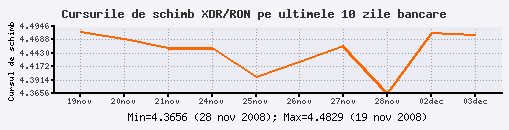 Cursurile de schimb XDR/RON pe ultimele 10 zile bancare
Cursul de schimb
4.4946
4.4688
4.4430
4.4172
4.3914
4.3656
19nov 20nov 21nov 24nov 25nov 26nov 27nov 28nov 02dec 03dec
Min=4.3656 (28 nov 2008); Max=4.4829 (19 nov 2008)